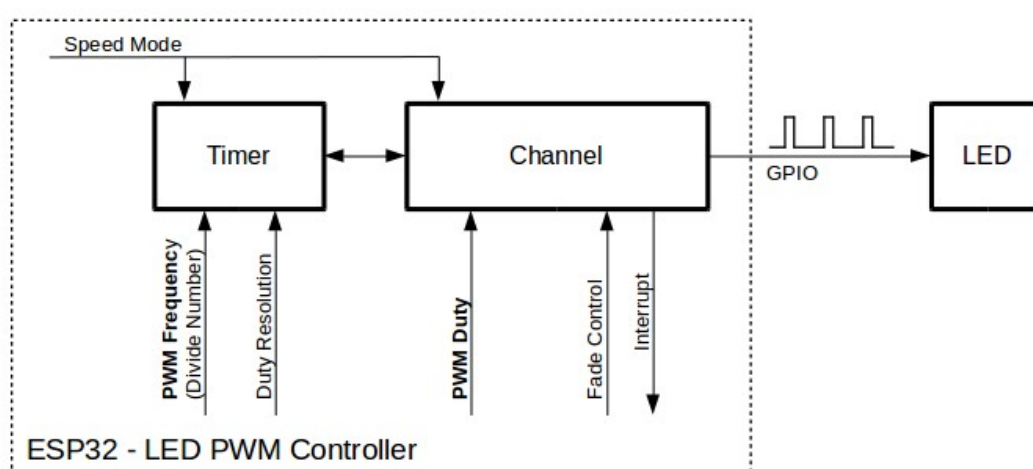 Speed Mode
Timer
Channel
GPIO
LED
PWM Frequency
(Divide Number)
Duty Resolution
PWM Duty
Fade Control
Interrupt
ESP32 - LED PWM Controller